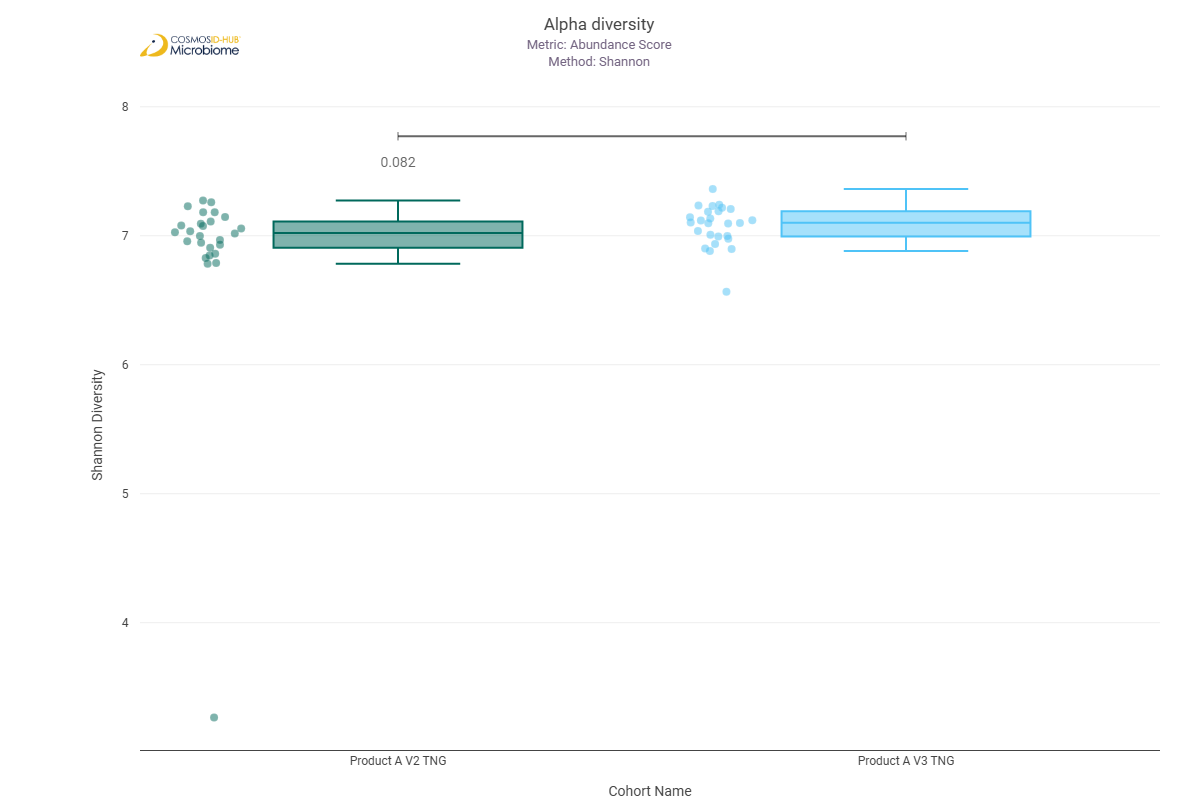 COSMOSID-HUB
Microbiome
Alpha diversity
Metric: Abundance Score
Method: Shannon
8
0.082
7
6
5
4
Shannon Diversity
Product A V2 TNG
Product A V3 TNG
Cohort Name